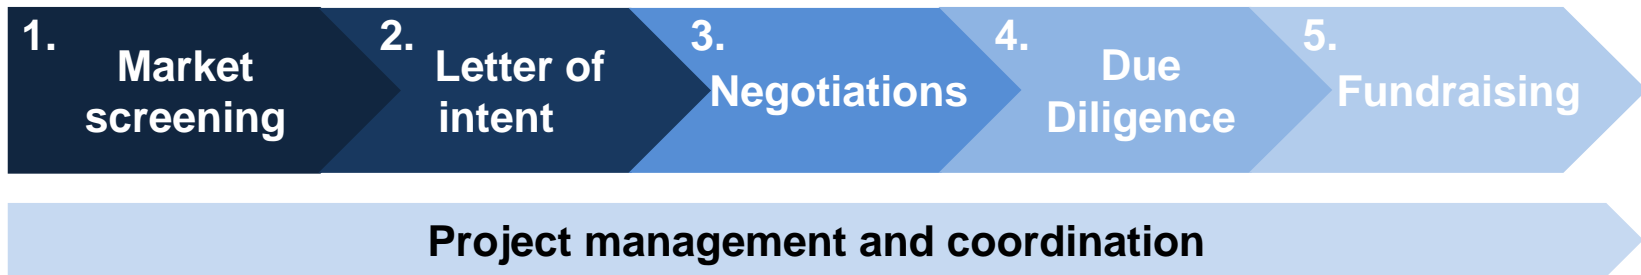 1.
Market
screening
2.
Letter of
intent
3.
Negotiations
4.
Due
Diligence
5.
Fundraising
Project management and coordination